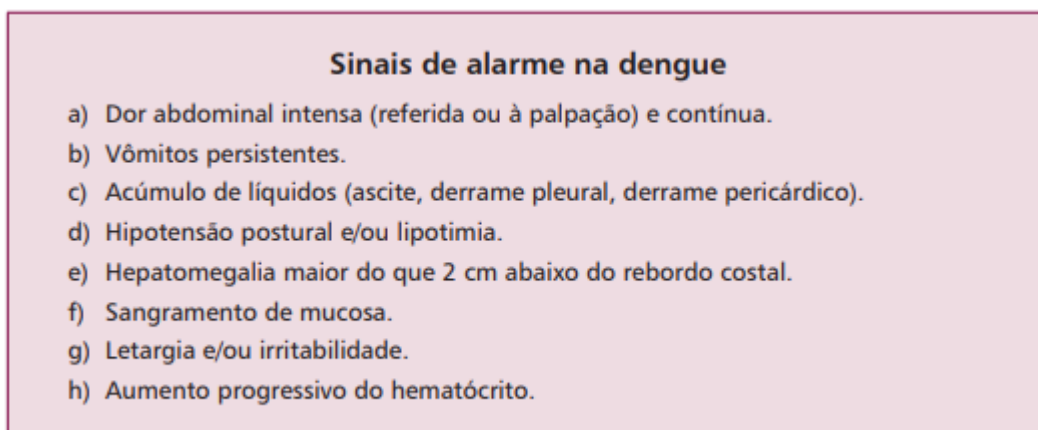 Sinais de alarme na dengue
a) Dor abdominal intensa (referida ou à palpação) e contínua.
b) Vômitos persistentes.
c) Acúmulo de líquidos (ascite, derrame pleural, derrame pericárdico).
d) Hipotensão postural e/ou lipotimia.
e) Hepatomegalia maior do que 2 cm abaixo do rebordo costal.
f) Sangramento de mucosa.
g) Letargia e/ou irritabilidade.
h) Aumento progressivo do hematócrito.